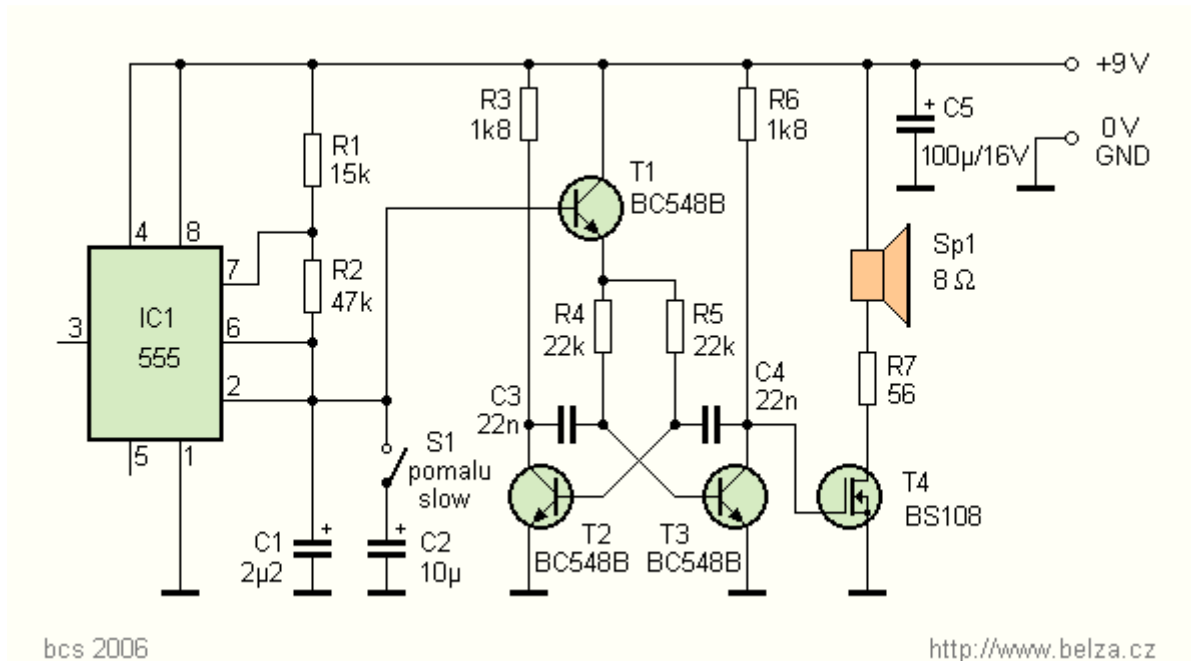 +9V
0V
GND
C5
100µ/16V
R3
1k8
R6
1k8
R1
15k
T1
BC548B
4
8
7
R2
47k
Sp1
8 Ω
3
IC1
555
6
R4
22k
R5
22k
2
R7
56
C3
22n
C4
22n
5
1
S1
pomalu
slow
T4
BS108
C1
2µ2
C2
10µ
T2
BC548B
T3
BC548B
+
+
+
bcs 2006
http://www.belza.cz